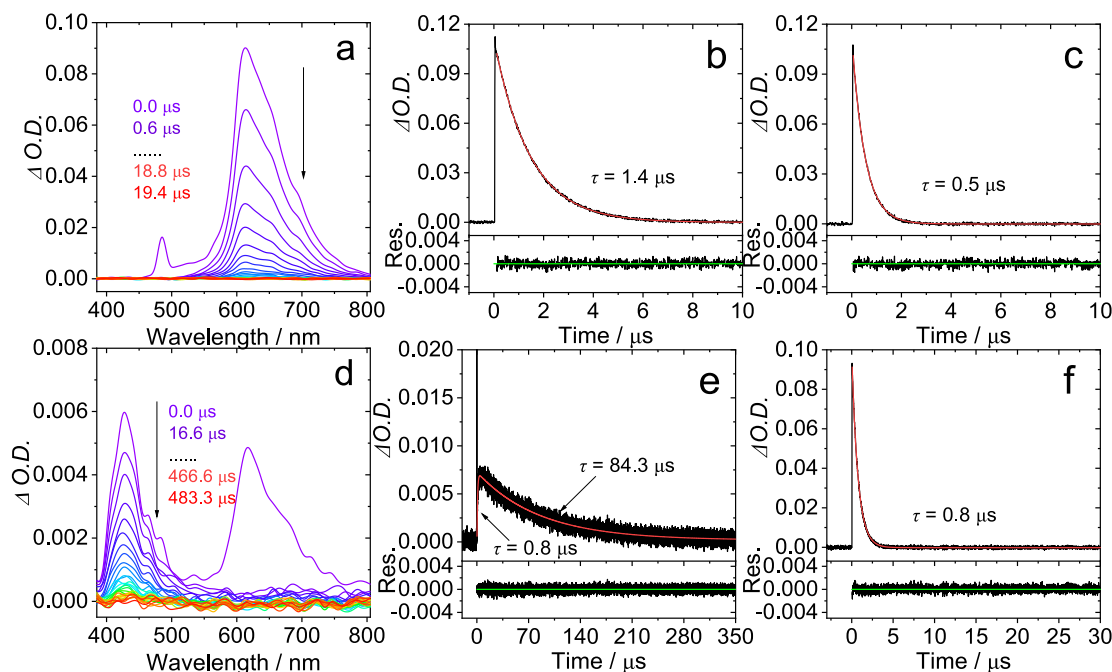 a
0.0 μs
0.6 μs
......
18.8 μs
19.4 μs
Δ O.D.
0.10
0.08
0.06
0.04
0.02
0.00
400 500 600 700 800
Wavelength / nm
b
τ = 1.4 μs
ΔO.D.
0.12
0.09
0.06
0.03
0.00
Res.
0.004
0.000
-0.004
0 2 4 6 8 10
Time / μs
c
τ = 0.5 μs
ΔO.D.
0.12
0.09
0.06
0.03
0.00
Res.
0.004
0.000
-0.004
0 2 4 6 8 10
Time / μs
d
0.0 μs
16.6 μs
......
466.6 μs
483.3 μs
Δ O.D.
0.008
0.006
0.004
0.002
0.000
400 500 600 700 800
Wavelength / nm
e
τ = 84.3 μs
τ = 0.8 μs
ΔO.D.
0.020
0.015
0.010
0.005
0.000
Res.
0.004
0.000
-0.004
0 70 140 210 280 350
Time / μs
f
τ = 0.8 μs
ΔO.D.
0.10
0.08
0.06
0.04
0.02
0.00
Res.
0.004
0.000
-0.004
0 5 10 15 20 25 30
Time / μs